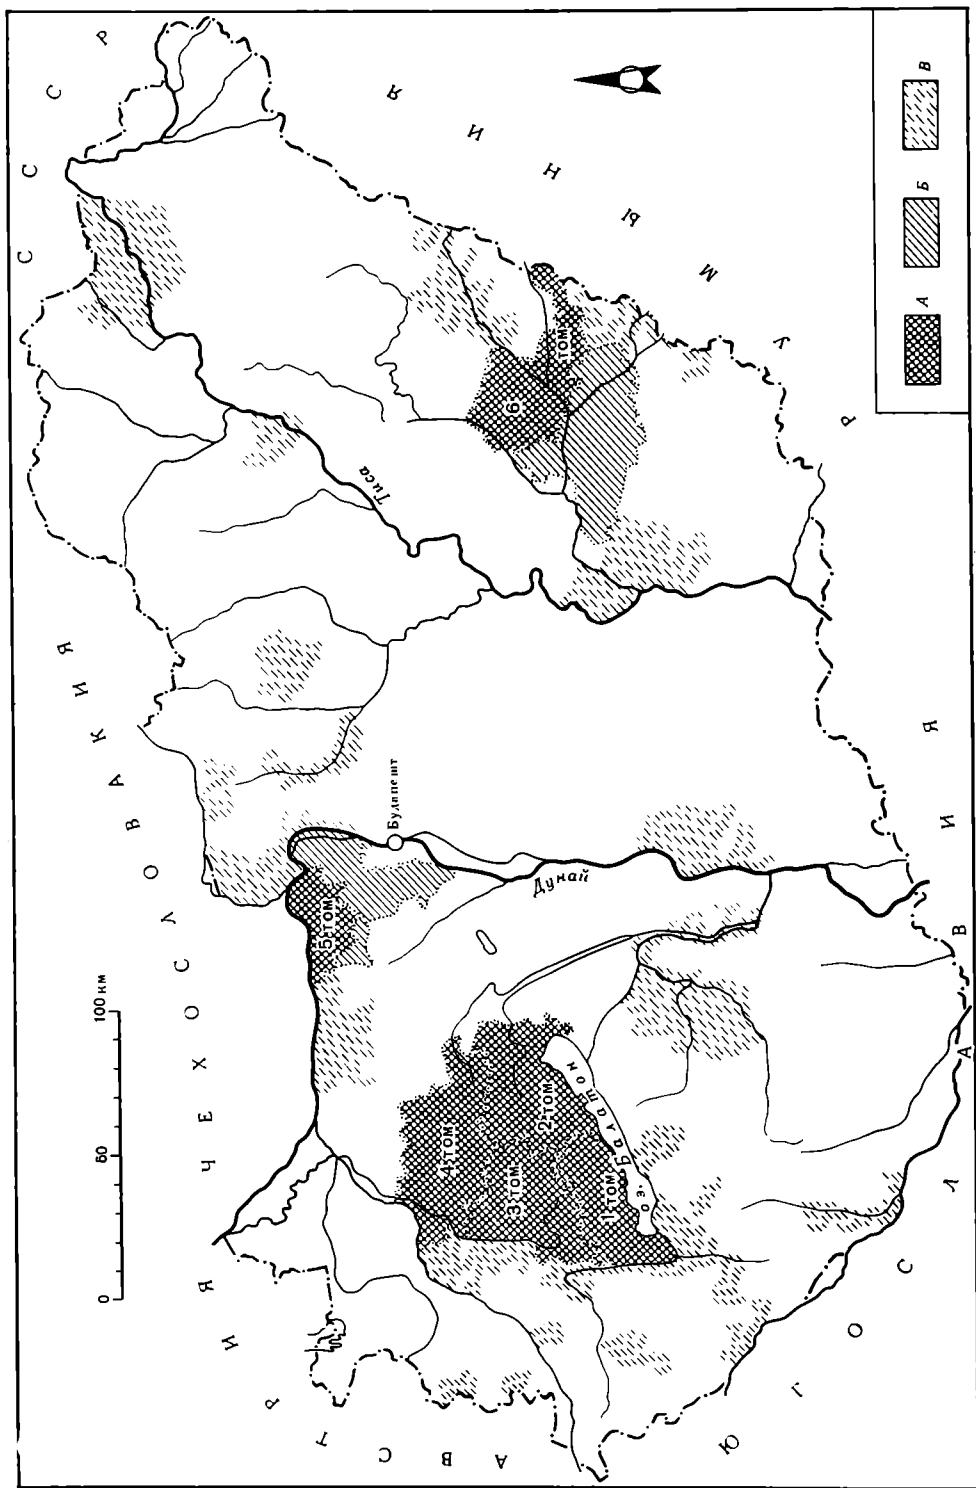 СССР
ЧЕХОСЛОВАКИЯ
АВСТРИЯ
РУМЫНИЯ
ЮГОСЛАВИЯ
0 50 100 км
Тиса
Будапешт
Дунай
оз. Балатон
1 том
2 том
3 том
4 том
5 том
6 том
А Б В